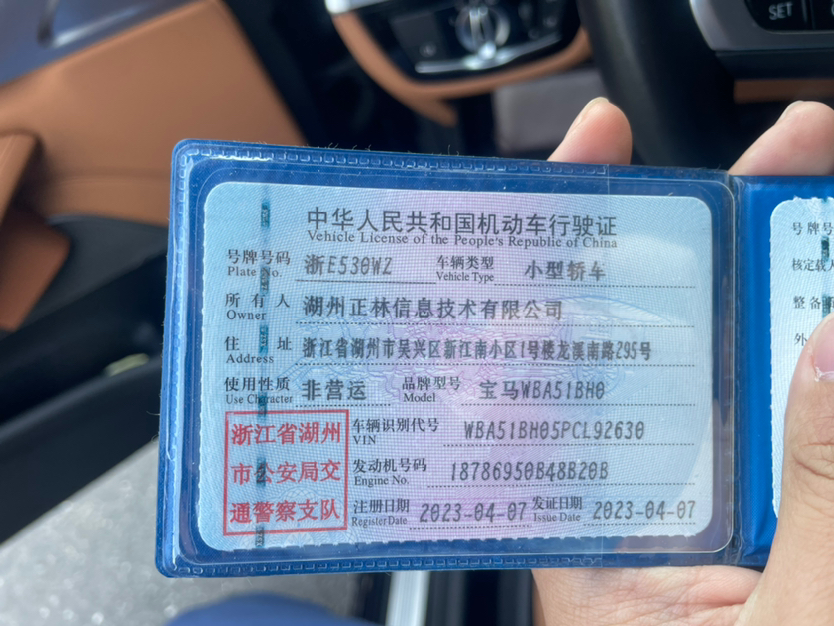 SET
中华人民共和国机动车行驶证
Vehicle License of the People's Republic of China
号牌号码 浙E530WZ 车辆类型 小型轿车
Plate No. Vehicle Type
所有人 湖州正林信息技术有限公司
Owner
住址 浙江省湖州市吴兴区新江南小区1号楼龙溪南路295号
Address
使用性质 非营运 品牌型号 宝马WBA51BH0
Use Character Model
浙江省湖州 车辆识别代号 WBA51BH05PCL92630
VIN
市公安局交 发动机号码 18786950B48B20B
Engine No.
通警察支队 注册日期 2023-04-07 发证日期 2023-04-07
Register Date Issue Date
号牌号
核定载人
整备
外